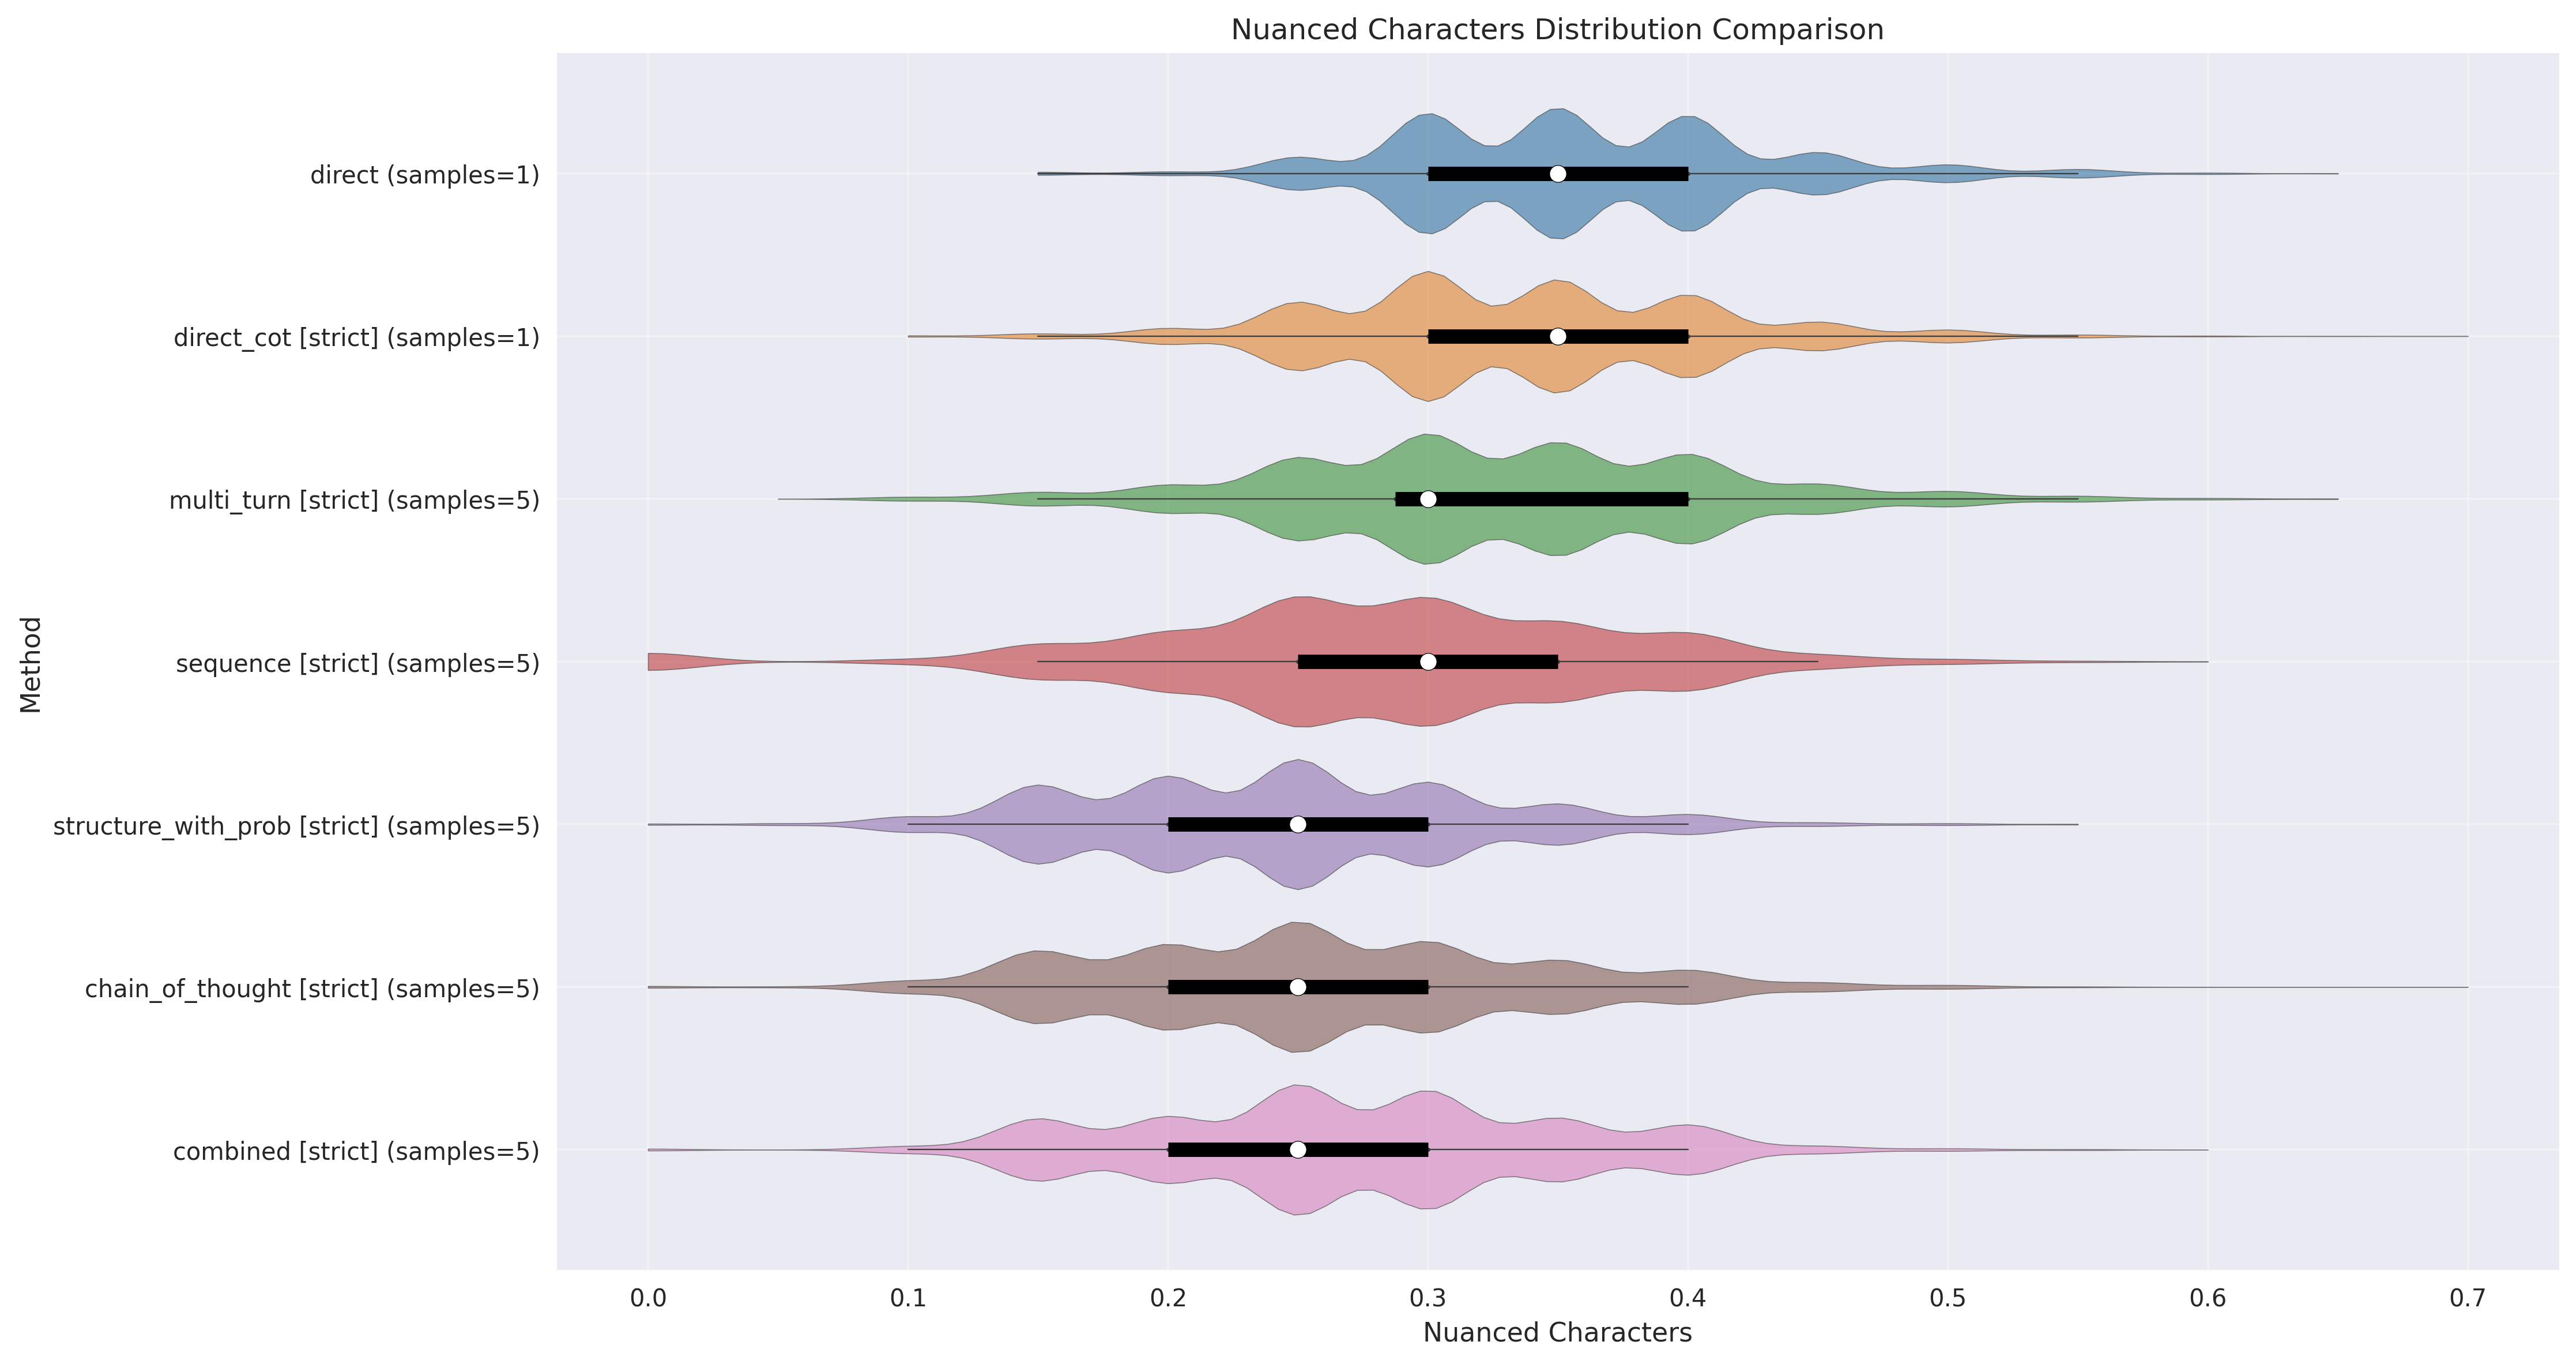 Nuanced Characters Distribution Comparison
Method
direct (samples=1)
direct_cot [strict] (samples=1)
multi_turn [strict] (samples=5)
sequence [strict] (samples=5)
structure_with_prob [strict] (samples=5)
chain_of_thought [strict] (samples=5)
combined [strict] (samples=5)
0.0 0.1 0.2 0.3 0.4 0.5 0.6 0.7
Nuanced Characters